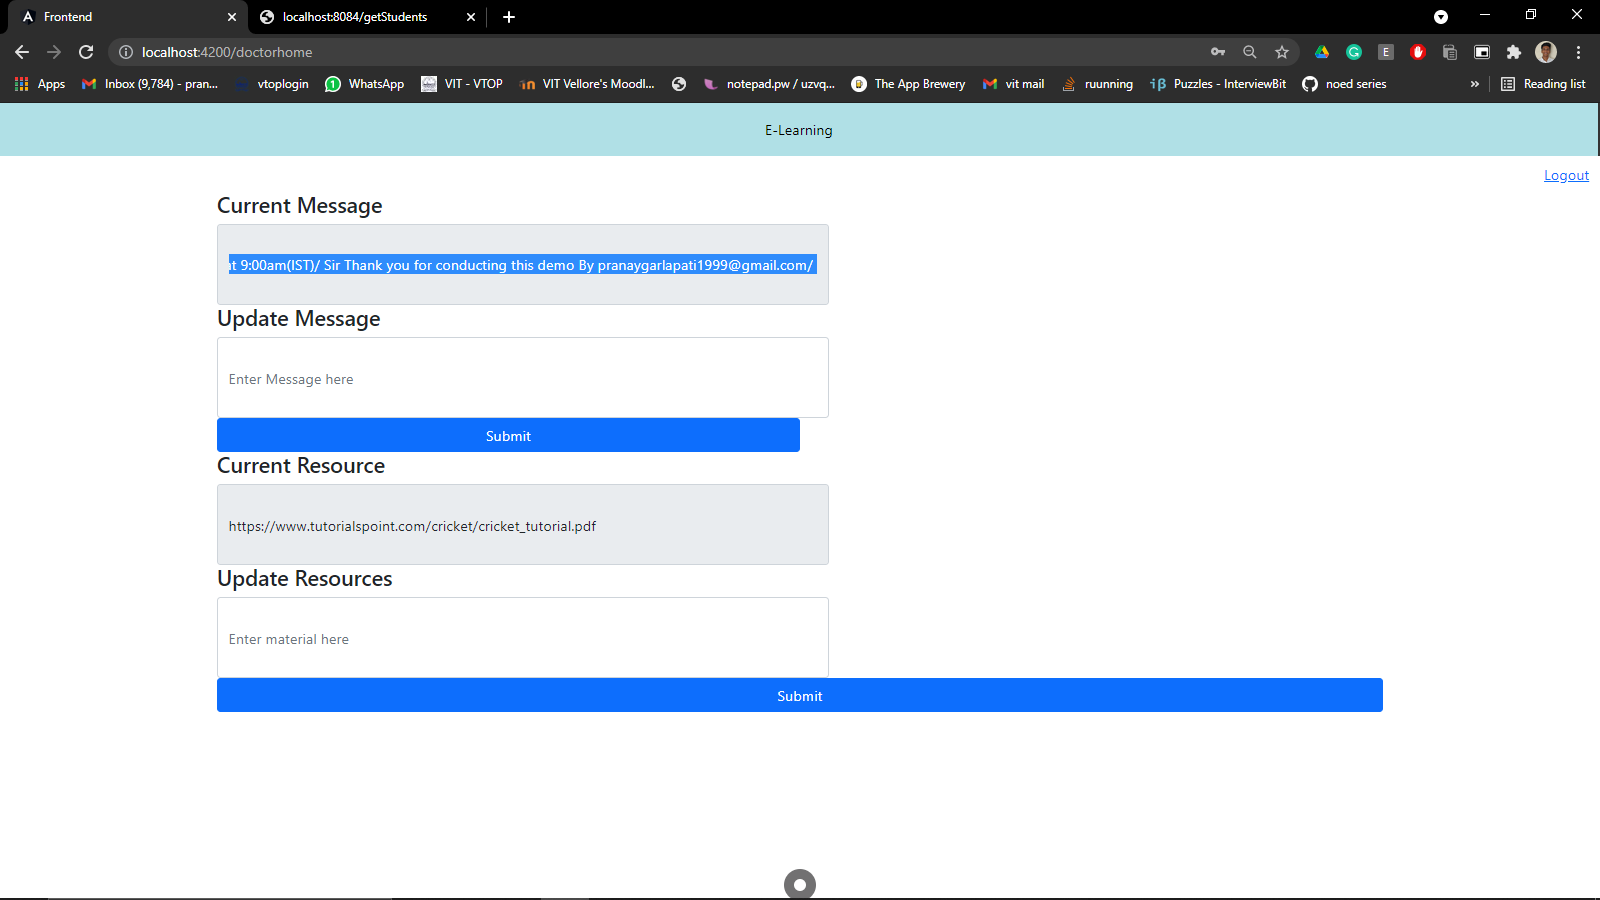 Frontend
localhost:8084/getStudents
localhost:4200/doctorhome
E
Apps
Inbox (9,784) - pran...
vtoplogin
1
WhatsApp
VIT - VTOP
VIT Vellore's Moodl...
notepad.pw / uzvq...
The App Brewery
vit mail
ruunning
Puzzles - InterviewBit
noed series
»
Reading list
E-Learning
Logout
Current Message
at 9:00am(IST)/ Sir Thank you for conducting this demo By pranaygarlapati1999@gmail.com/
Update Message
Enter Message here
Submit
Current Resource
https://www.tutorialspoint.com/cricket/cricket_tutorial.pdf
Update Resources
Enter material here
Submit